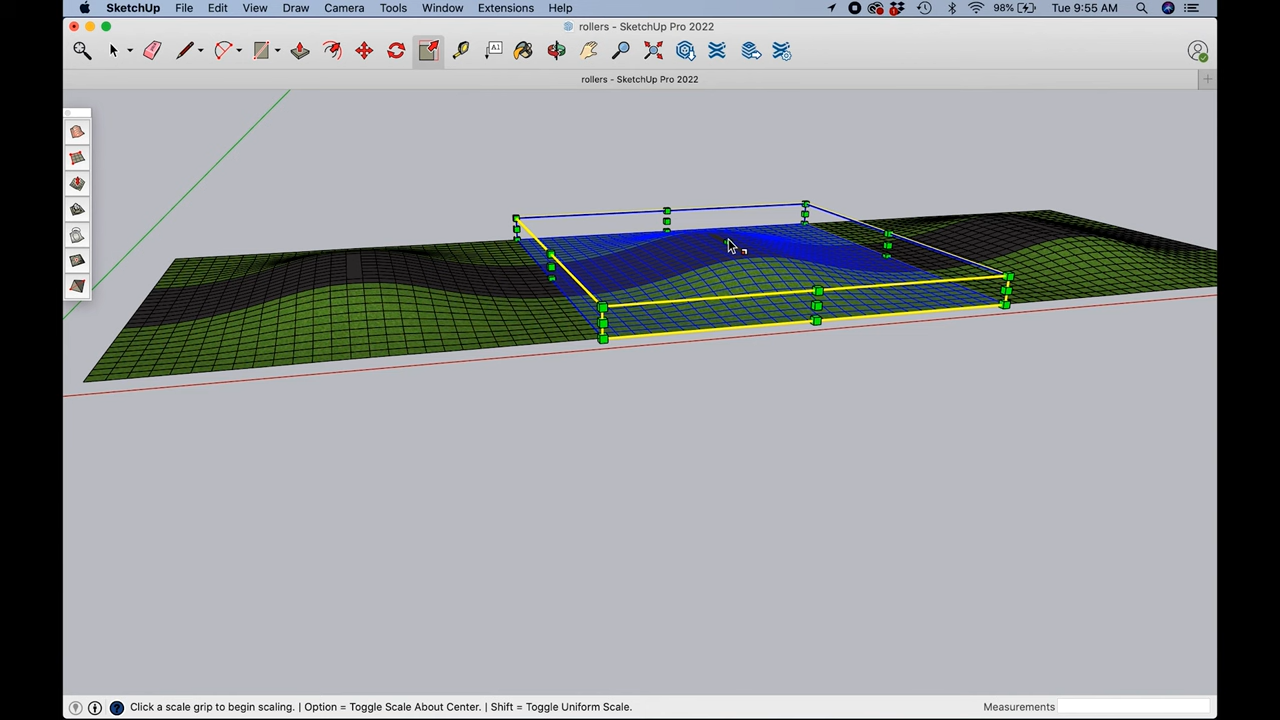 SketchUp File Edit View Draw Camera Tools Window Extensions Help 98% Tue 9:55 AM
rollers - SketchUp Pro 2022
A1
rollers - SketchUp Pro 2022
Click a scale grip to begin scaling. | Option = Toggle Scale About Center. | Shift = Toggle Uniform Scale. Measurements